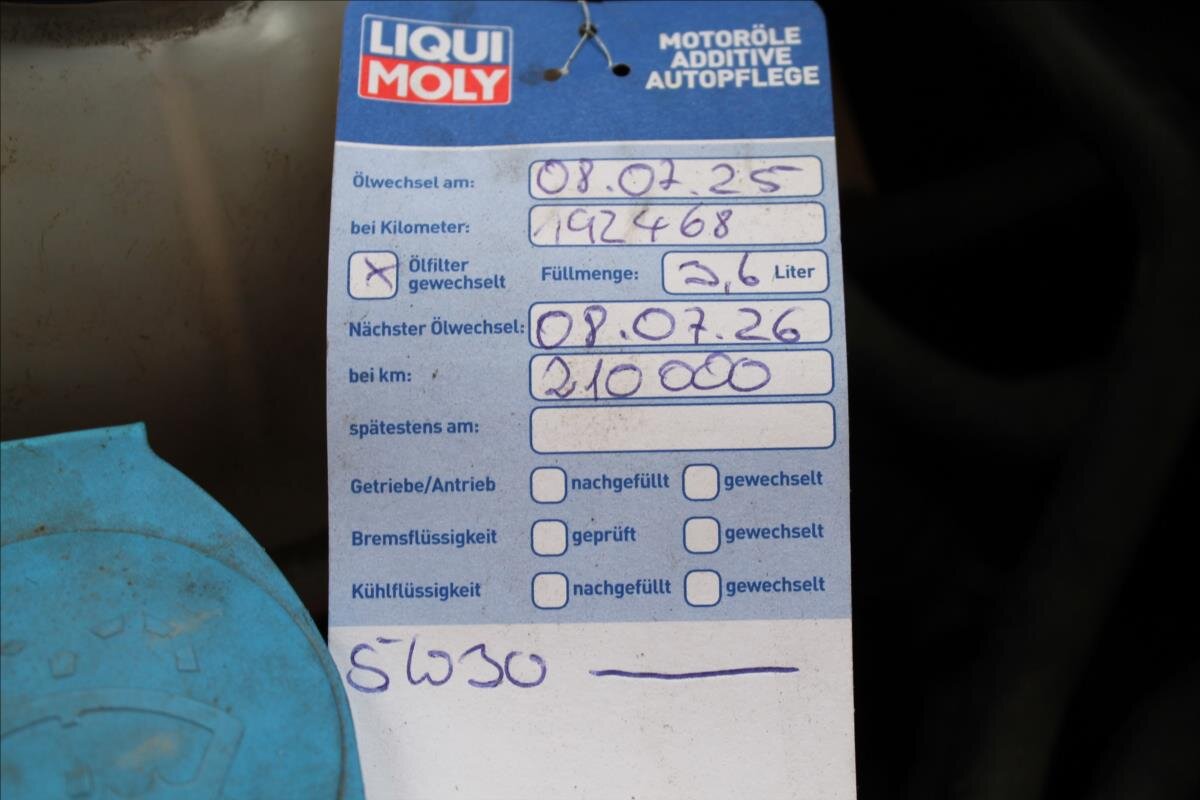 LIQUI
MOLY
MOTORÖLE
ADDITIVE
AUTOPFLEGE
Ölwechsel am: 08.07.25
bei Kilometer: 192468
Ölfilter
gewechselt
Füllmenge: 3,6 Liter
Nächster Ölwechsel: 08.07.26
bei km: 210000
spätestens am:
Getriebe/Antrieb nachgefüllt gewechselt
Bremsflüssigkeit geprüft gewechselt
Kühlflüssigkeit nachgefüllt gewechselt
5W30